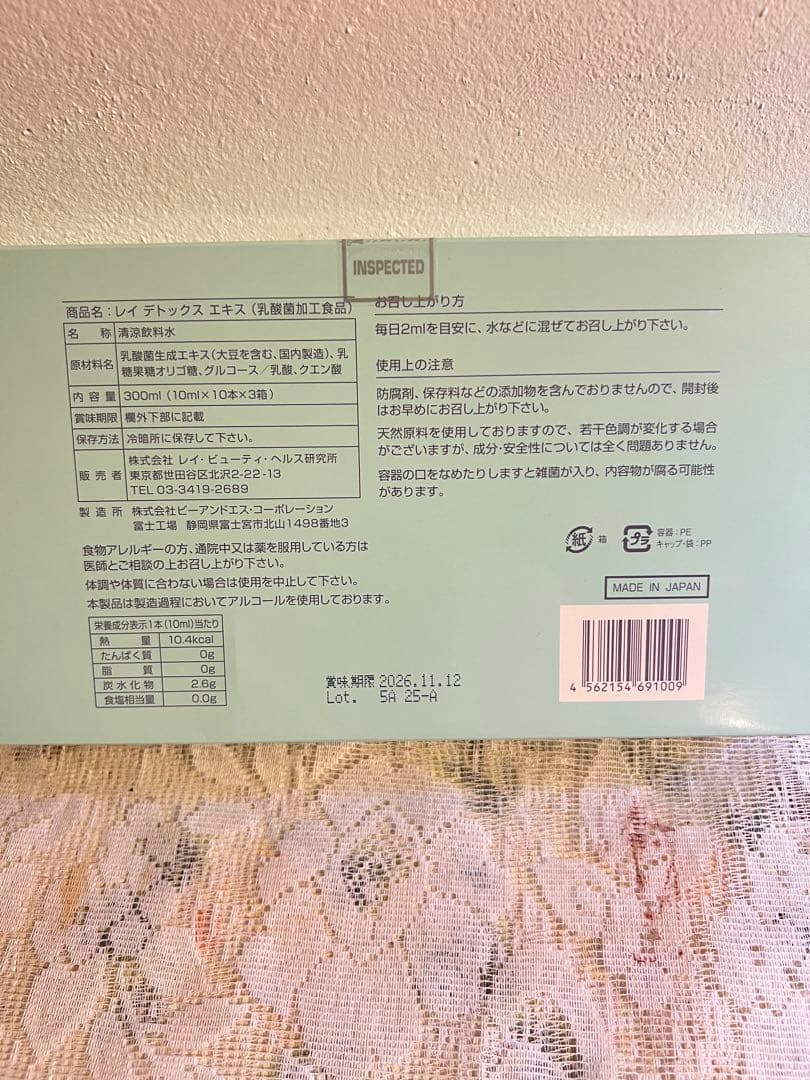 INSPECTED
商品名：レイ デトックス エキス（乳酸菌加工食品）
名　　称 清涼飲料水
原材料名 乳酸菌生成エキス（大豆を含む、国内製造）、乳
糖果糖オリゴ糖、グルコース／乳酸、クエン酸
内 容 量 300ml（10ml×10本×3箱）
賞味期限 欄外下部に記載
保存方法 冷暗所に保存して下さい。
販 売 者 株式会社 レイ・ビューティ・ヘルス研究所
東京都世田谷区北沢2-22-13
TEL 03-3419-2689
製 造 所　株式会社ビーアンドエス・コーポレーション
富士工場　静岡県富士宮市北山1498番地3
食物アレルギーの方、通院中又は薬を服用している方は
医師とご相談の上お召し上がり下さい。
体調や体質に合わない場合は使用を中止して下さい。
本製品は製造過程においてアルコールを使用しております。
栄養成分表示1本（10ml）当たり
熱　　量 10.4kcal
たんぱく質 0g
脂　　質 0g
炭 水 化 物 2.6g
食塩相当量 0.0g
賞味期限 2026.11.12
Lot. 5A 25-A
お召し上がり方
毎日2mlを目安に、水などに混ぜてお召し上がり下さい。
使用上の注意
防腐剤、保存料などの添加物を含んでおりませんので、開封後
はお早めにお召し上がり下さい。
天然原料を使用しておりますので、若干色調が変化する場合
がございますが、成分・安全性については全く問題ありません。
容器の口をなめたりしますと雑菌が入り、内容物が腐る可能性
があります。
紙 箱
プラ 容器：PE
キャップ・袋：PP
MADE IN JAPAN
4 562154 691009